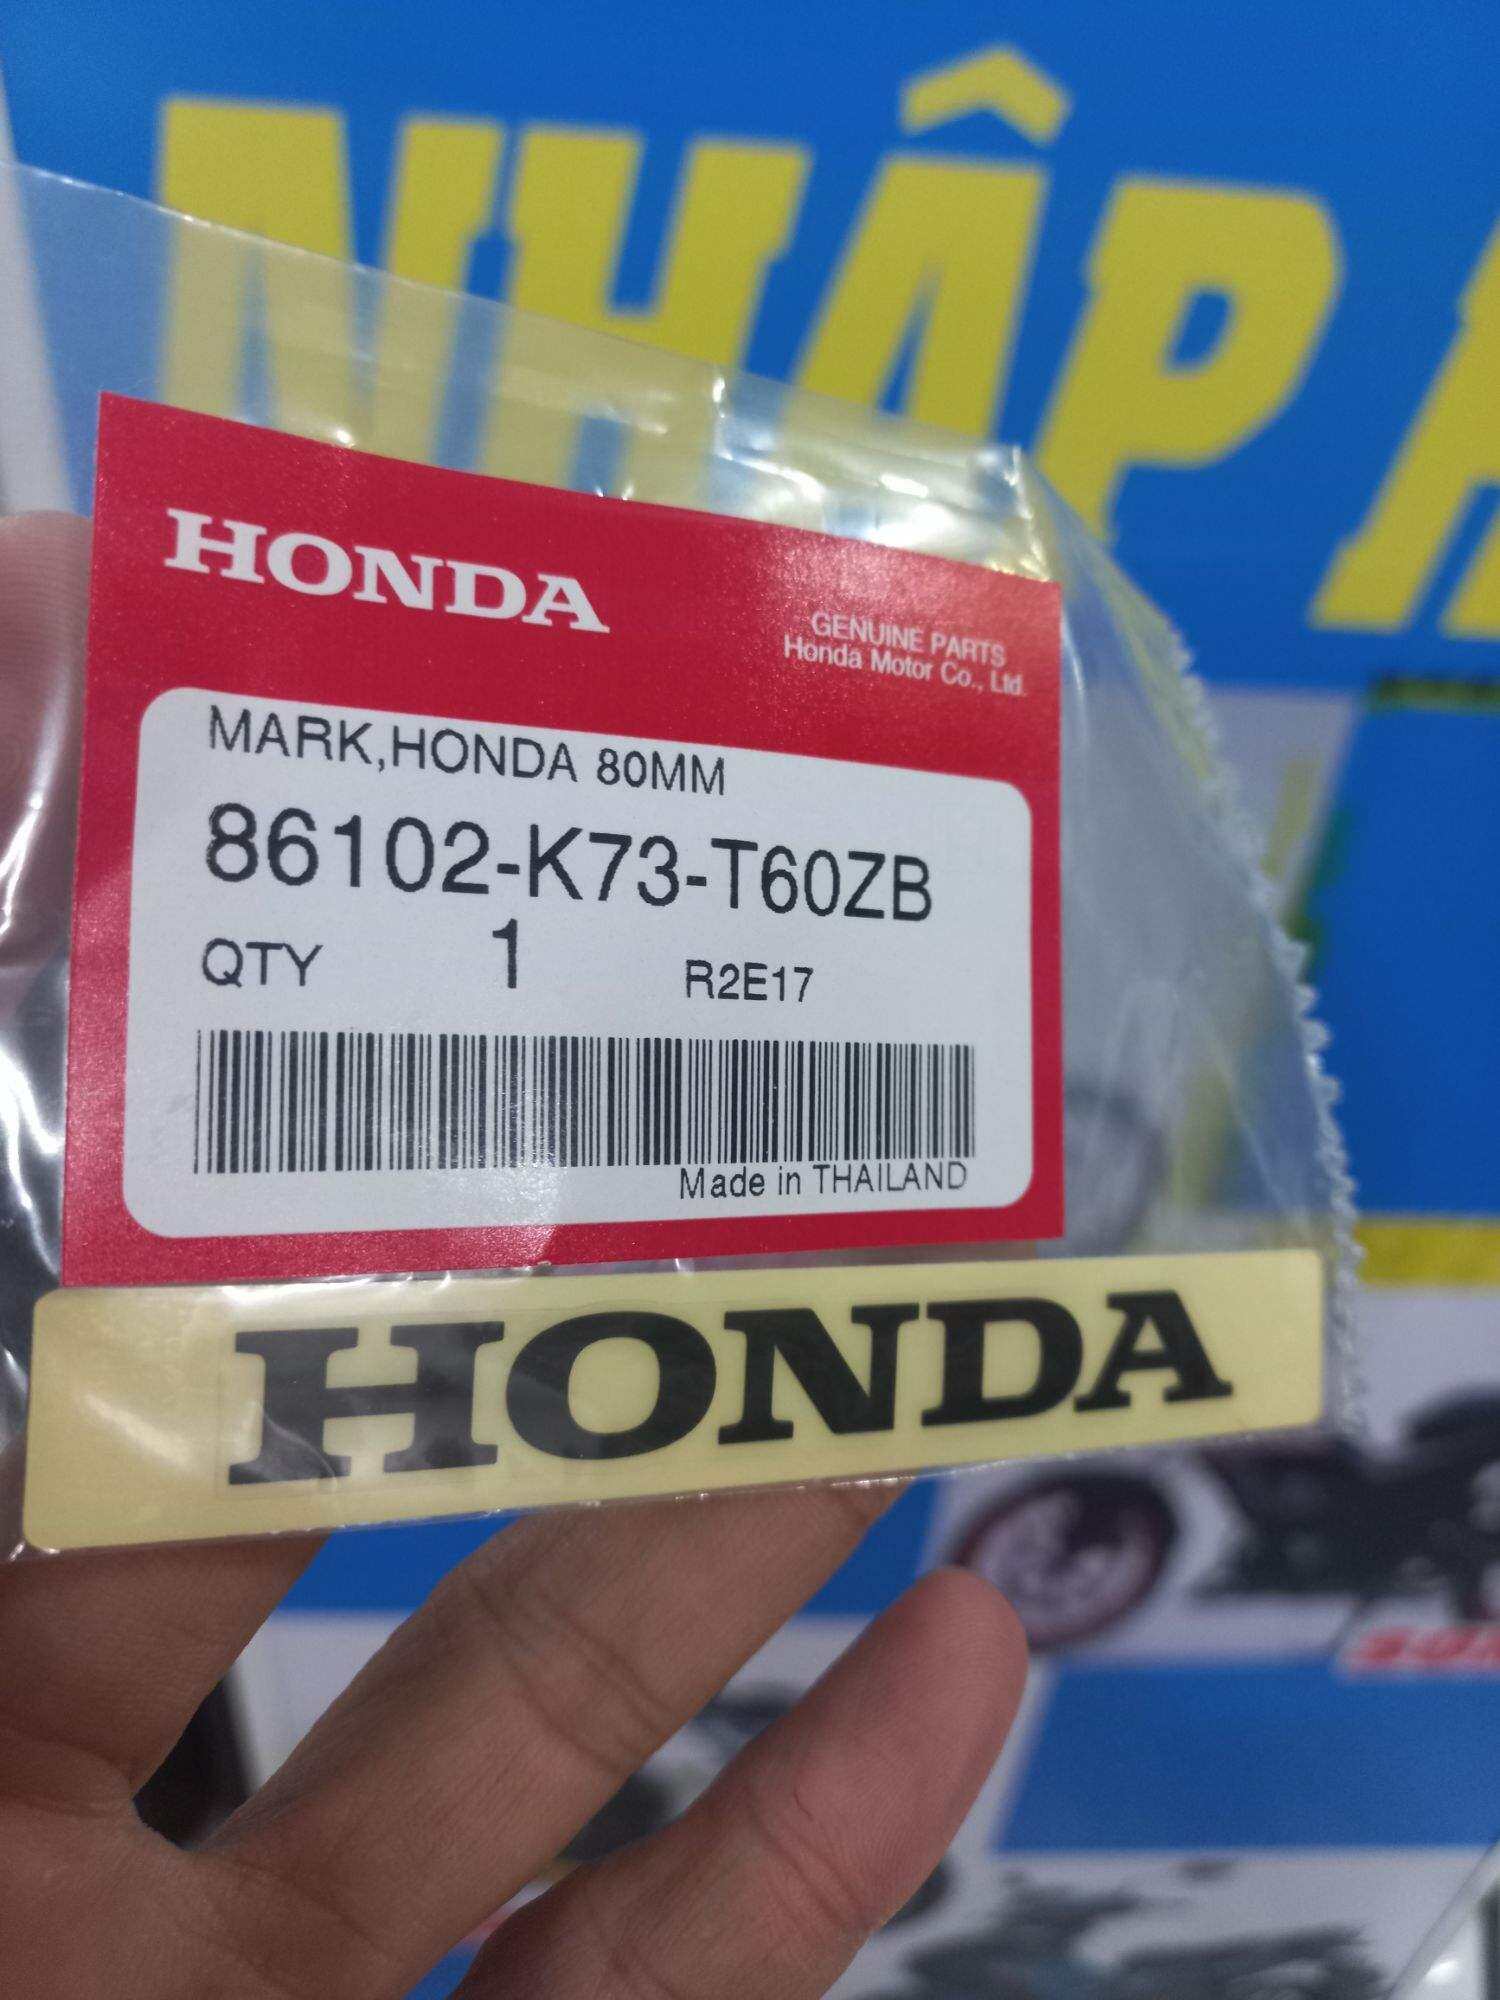 NHẬP
HONDA
GENUINE PARTS
Honda Motor Co., Ltd.
MARK,HONDA 80MM
86102-K73-T60ZB
QTY 1 R2E17
Made in THAILAND
HONDA